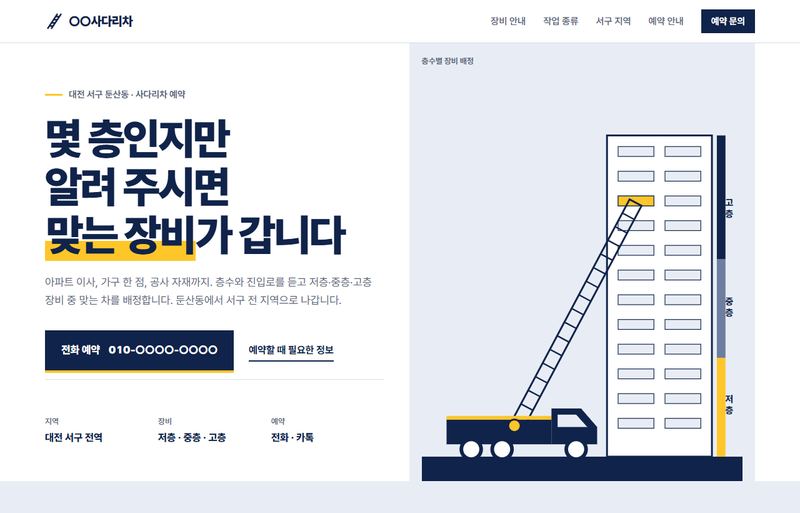 ○○사다리차
장비 안내 작업 종류 서구 지역 예약 안내 예약 문의
층수별 장비 배정
대전 서구 둔산동 · 사다리차 예약
몇 층인지만
알려 주시면
맞는 장비가 갑니다
아파트 이사, 가구 한 점, 공사 자재까지. 층수와 진입로를 듣고 저층·중층·고층
장비 중 맞는 차를 배정합니다. 둔산동에서 서구 전 지역으로 나갑니다.
전화 예약 010-○○○○-○○○○
예약할 때 필요한 정보
지역 장비 예약
대전 서구 전역 저층 · 중층 · 고층 전화 · 카톡
고층
중층
저층